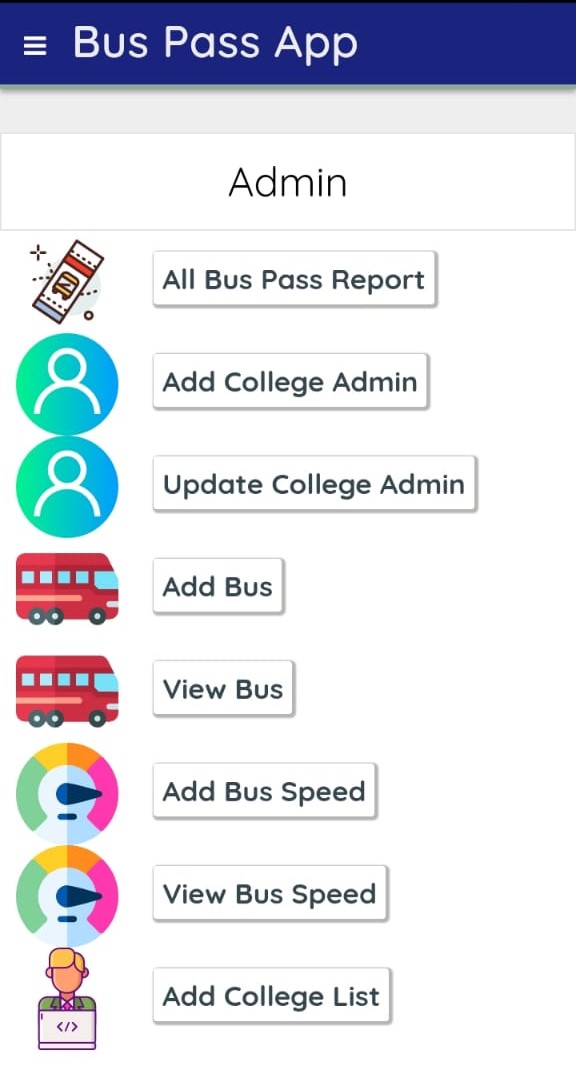 Bus Pass App
Admin
All Bus Pass Report
Add College Admin
Update College Admin
Add Bus
View Bus
Add Bus Speed
View Bus Speed
</>
Add College List